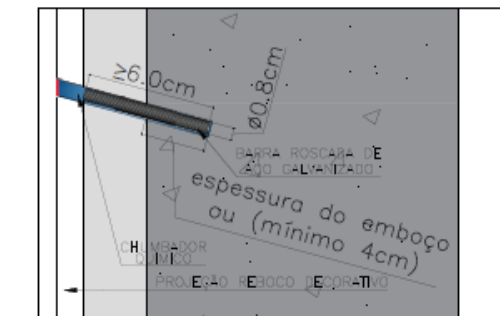 ≥6.0cm
ø0.8cm
BARRA ROSCADA DE
AÇO GALVANIZADO
espessura do emboço
ou (mínimo 4cm)
CHUMBADOR
QUÍMICO
PROJEÇÃO REBOCO DECORATIVO